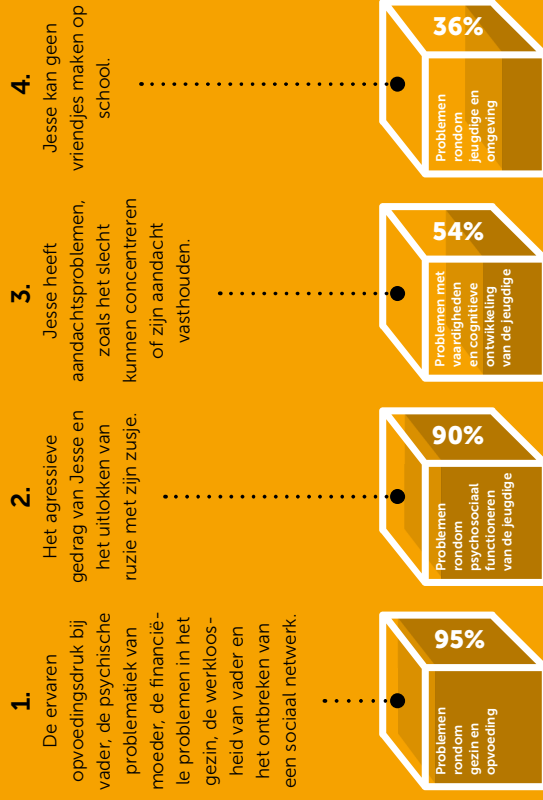 1.
De ervaren
opvoedingsdruk bij
vader, de psychische
problematiek van
moeder, de financië-
le problemen in het
gezin, de werkloos-
heid van vader en
het ontbreken van
een sociaal netwerk.
95%
Problemen
rondom
gezin en
opvoeding
2.
Het agressieve
gedrag van Jesse en
het uitlokken van
ruzie met zijn zusje.
90%
Problemen
rondom
psychosociaal
functioneren
van de jeugdige
3.
Jesse heeft
aandachtsproblemen,
zoals het slecht
kunnen concentreren
of zijn aandacht
vasthouden.
54%
Problemen met
vaardigheden
en cognitieve
ontwikkeling
van de jeugdige
4.
Jesse kan geen
vriendjes maken op
school.
36%
Problemen
rondom
jeugdige en
omgeving